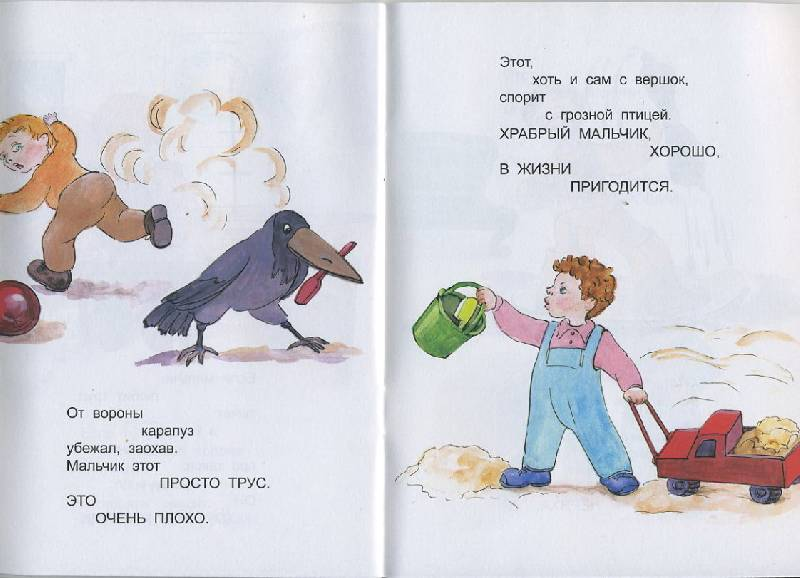 От вороны
карапуз
убежал, заохав.
Мальчик этот
ПРОСТО ТРУС.
ЭТО
ОЧЕНЬ ПЛОХО.
Этот,
хоть и сам с вершок,
спорит
с грозной птицей.
ХРАБРЫЙ МАЛЬЧИК,
ХОРОШО,
В ЖИЗНИ
ПРИГОДИТСЯ.